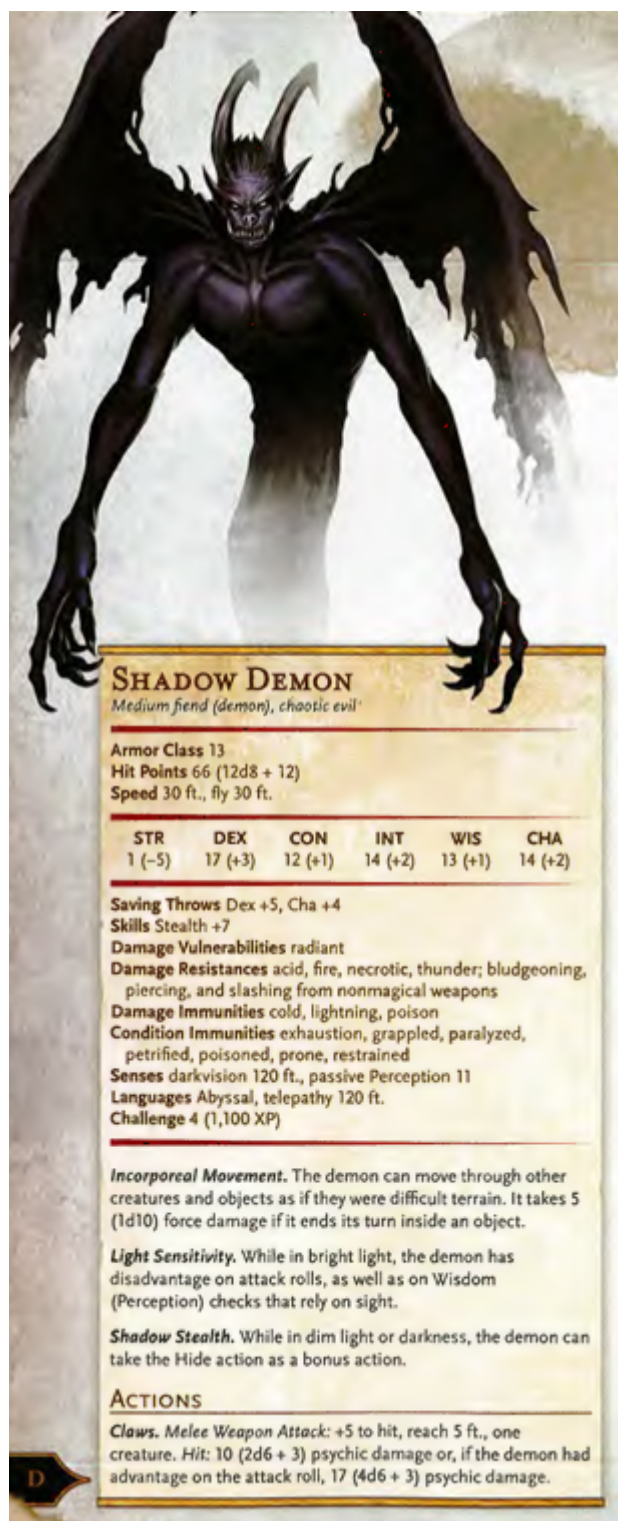 SHADOW DEMON
Medium fiend (demon), chaotic evil
Armor Class 13
Hit Points 66 (12d8 + 12)
Speed 30 ft., fly 30 ft.
STR DEX CON INT WIS CHA
1 (−5) 17 (+3) 12 (+1) 14 (+2) 13 (+1) 14 (+2)
Saving Throws Dex +5, Cha +4
Skills Stealth +7
Damage Vulnerabilities radiant
Damage Resistances acid, fire, necrotic, thunder; bludgeoning,
piercing, and slashing from nonmagical weapons
Damage Immunities cold, lightning, poison
Condition Immunities exhaustion, grappled, paralyzed,
petrified, poisoned, prone, restrained
Senses darkvision 120 ft., passive Perception 11
Languages Abyssal, telepathy 120 ft.
Challenge 4 (1,100 XP)
Incorporeal Movement. The demon can move through other
creatures and objects as if they were difficult terrain. It takes 5
(1d10) force damage if it ends its turn inside an object.
Light Sensitivity. While in bright light, the demon has
disadvantage on attack rolls, as well as on Wisdom
(Perception) checks that rely on sight.
Shadow Stealth. While in dim light or darkness, the demon can
take the Hide action as a bonus action.
ACTIONS
Claws. Melee Weapon Attack: +5 to hit, reach 5 ft., one
creature. Hit: 10 (2d6 + 3) psychic damage or, if the demon had
advantage on the attack roll, 17 (4d6 + 3) psychic damage.
D